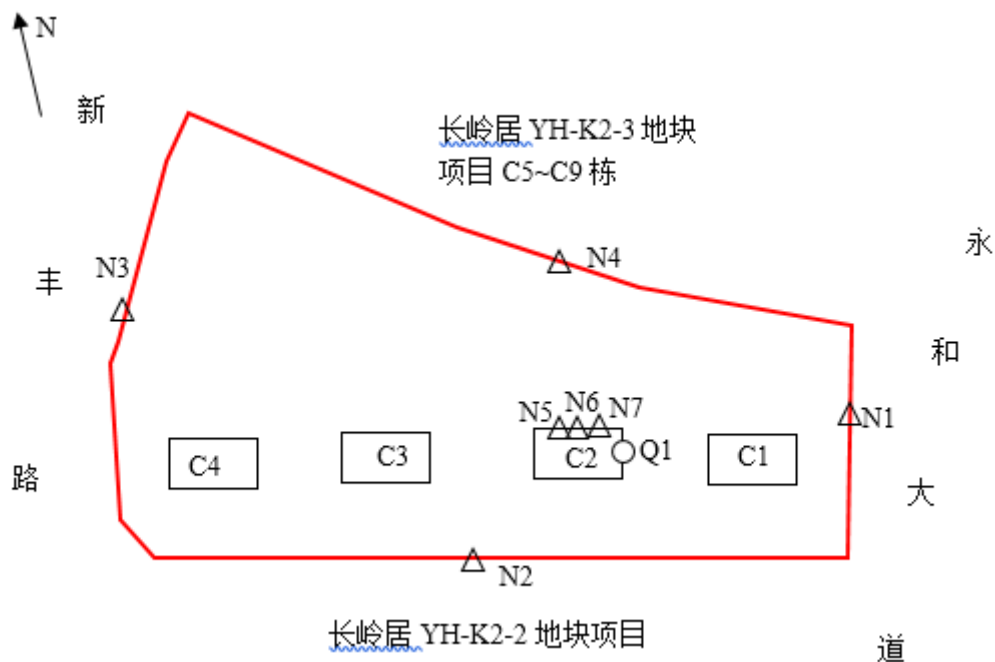 N
新
长岭居 YH-K2-3 地块
项目 C5~C9 栋
永
N3
N4
丰
和
N5 N6 N7
N1
C4
C3
C2
Q1
C1
路
大
N2
长岭居 YH-K2-2 地块项目
道